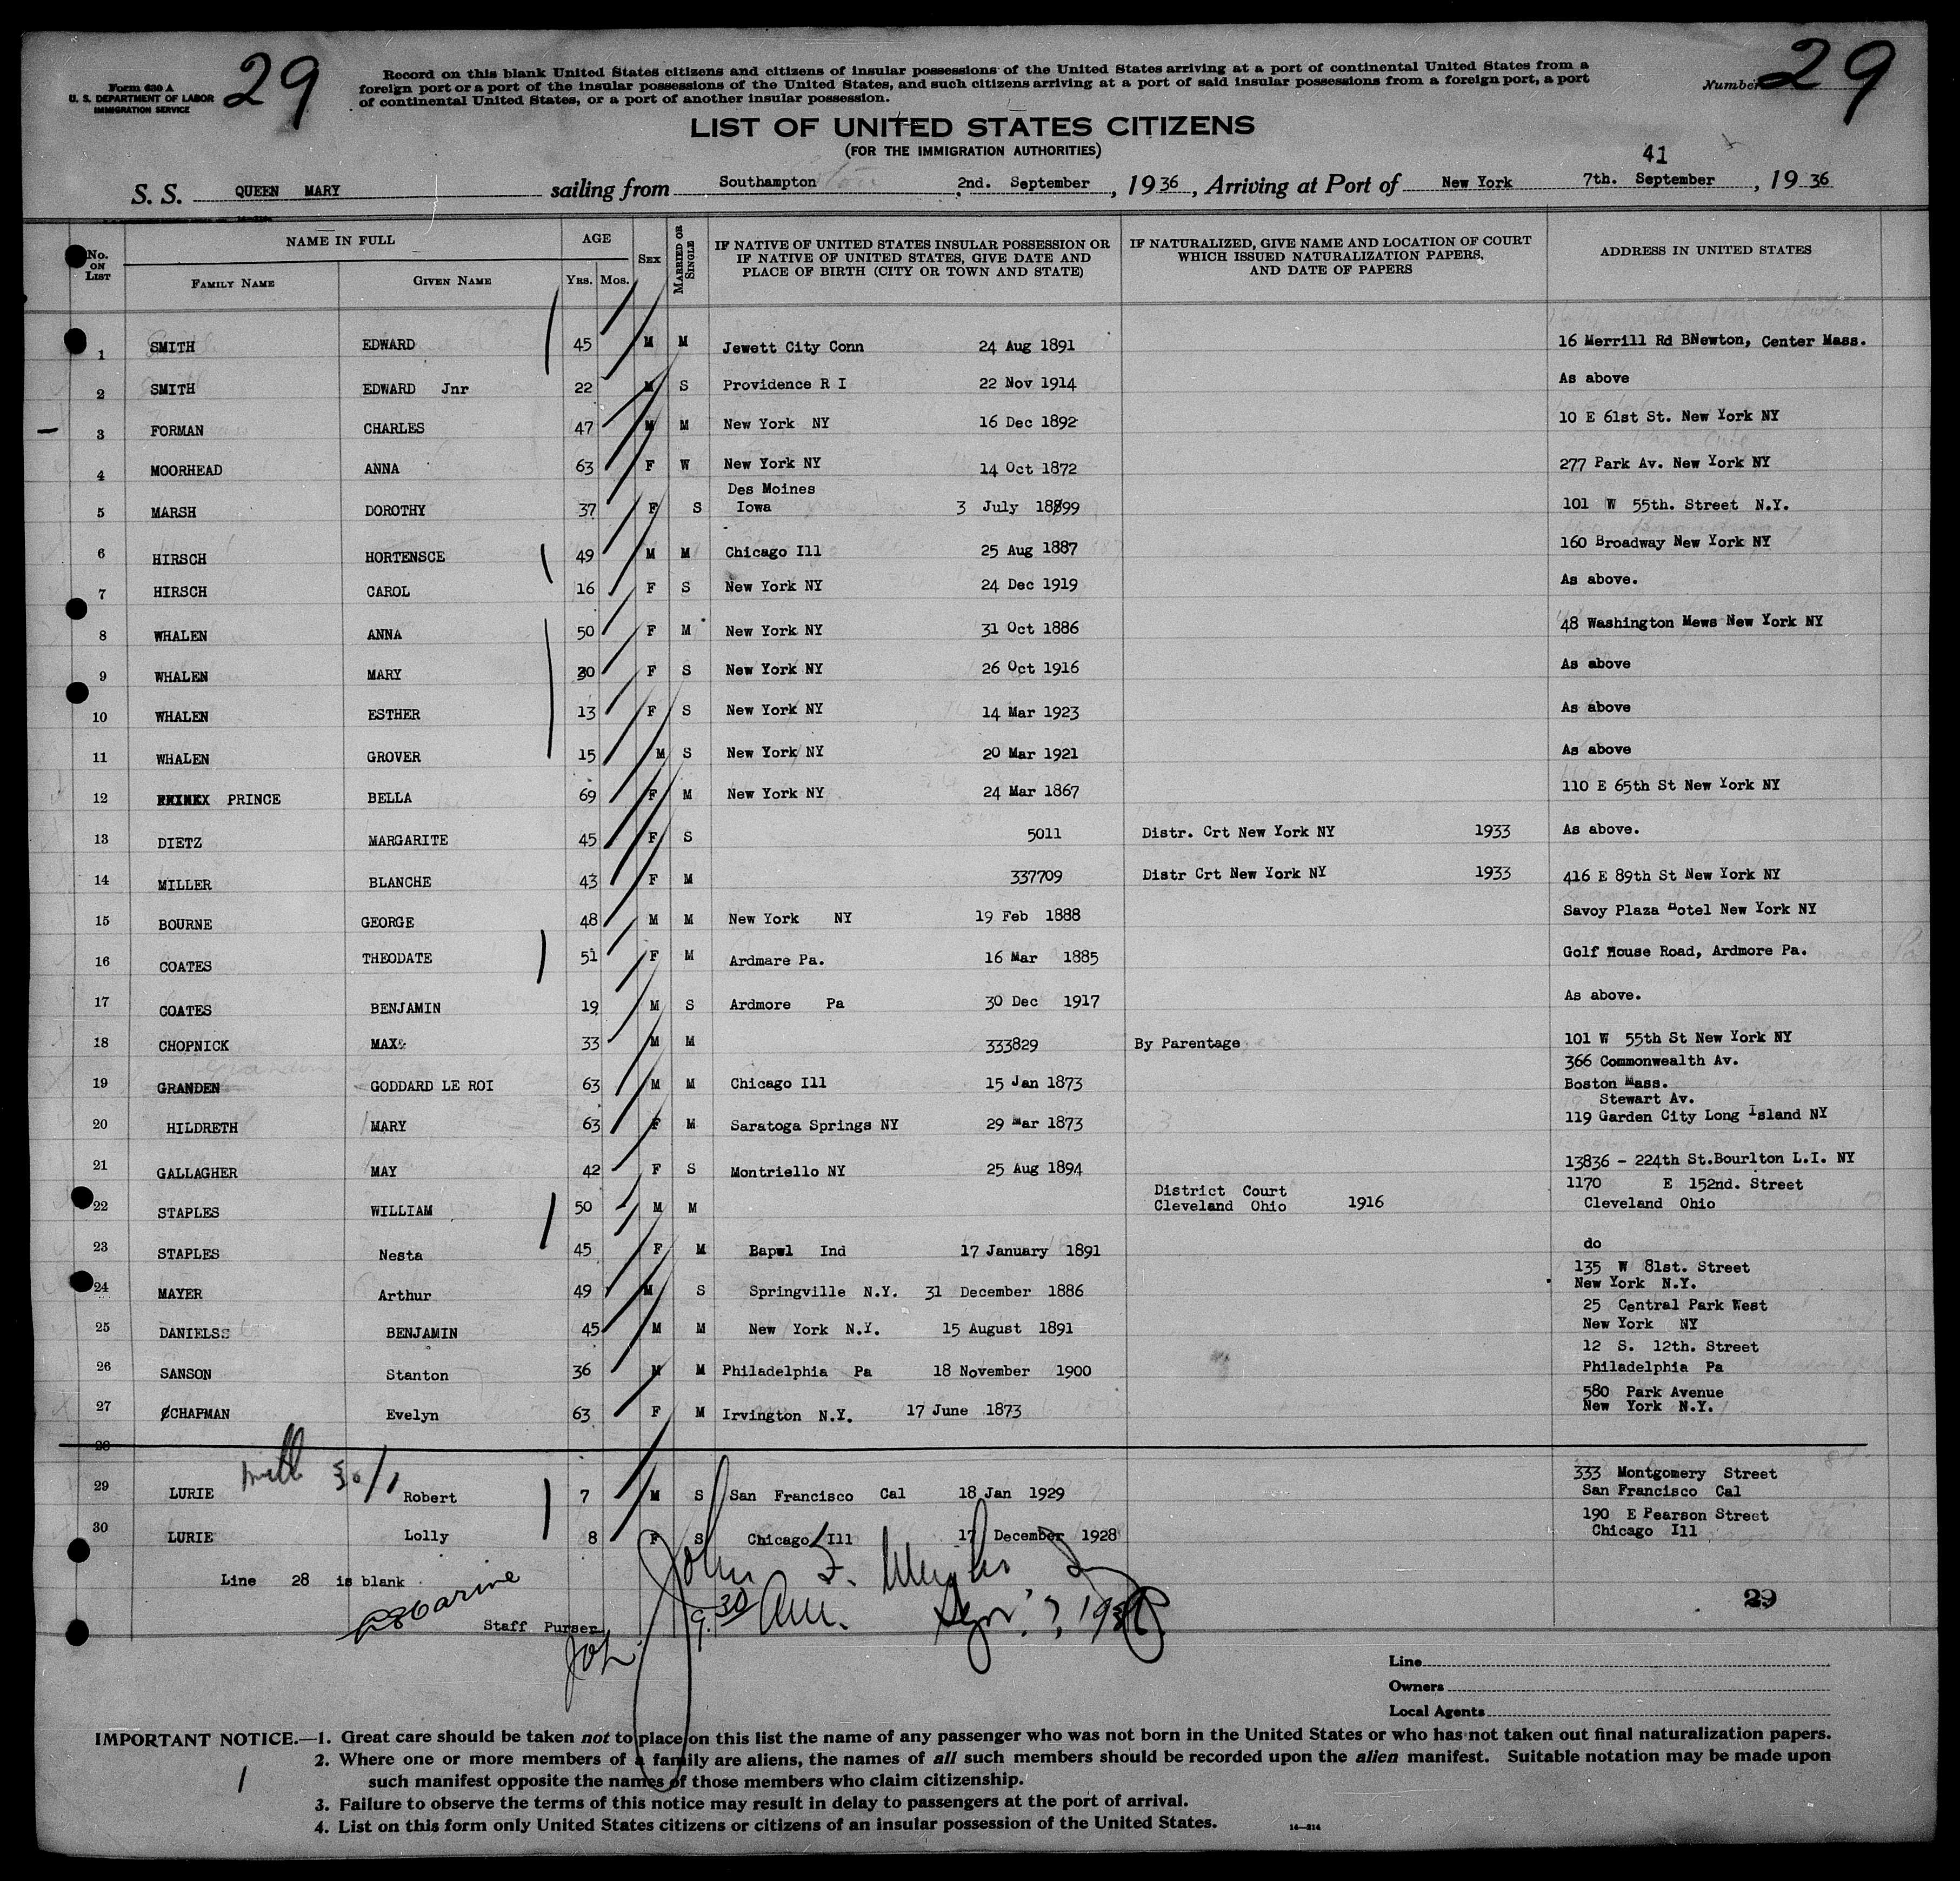 29
Form 630 A
U. S. DEPARTMENT OF LABOR
IMMIGRATION SERVICE
Record on this blank United States citizens and citizens of insular possessions of the United States arriving at a port of continental United States from a
foreign port or a port of the insular possessions of the United States, and such citizens arriving at a port of said insular possessions from a foreign port, a port
of continental United States, or a port of another insular possession.
Number 29
LIST OF UNITED STATES CITIZENS
(FOR THE IMMIGRATION AUTHORITIES)
41
S. S. QUEEN MARY sailing from Southampton 2nd. September, 1936, Arriving at Port of New York 7th. September, 1936
No. ON LIST NAME IN FULL FAMILY NAME GIVEN NAME AGE YRS. MOS. SEX MARRIED OR SINGLE IF NATIVE OF UNITED STATES INSULAR POSSESSION OR IF NATIVE OF UNITED STATES, GIVE DATE AND PLACE OF BIRTH (CITY OR TOWN AND STATE) IF NATURALIZED, GIVE NAME AND LOCATION OF COURT WHICH ISSUED NATURALIZATION PAPERS, AND DATE OF PAPERS ADDRESS IN UNITED STATES
1 SMITH EDWARD 45 M M Jewett City Conn 24 Aug 1891 16 Merrill Rd BNewton, Center Mass.
2 SMITH EDWARD Jnr 22 M S Providence R I 22 Nov 1914 As above
3 FORMAN CHARLES 47 M M New York NY 16 Dec 1892 10 E 61st St. New York NY
4 MOORHEAD ANNA 63 F W New York NY 14 Oct 1872 277 Park Av. New York NY
5 MARSH DOROTHY 37 F S Des Moines Iowa 3 July 1899 101 W 55th. Street N.Y.
6 HIRSCH HORTENSCE 49 M M Chicago Ill 25 Aug 1887 160 Broadway New York NY
7 HIRSCH CAROL 16 F S New York NY 24 Dec 1919 As above.
8 WHALEN ANNA 50 F M New York NY 31 Oct 1886 48 Washington Mews New York NY
9 WHALEN MARY 20 F S New York NY 26 Oct 1916 As above
10 WHALEN ESTHER 13 F S New York NY 14 Mar 1923 As above
11 WHALEN GROVER 15 M S New York NY 20 Mar 1921 As above
12 PRINCE BELLA 69 F M New York NY 24 Mar 1867 110 E 65th St New York NY
13 DIETZ MARGARITE 45 F S 5011 Distr. Crt New York NY 1933 As above.
14 MILLER BLANCHE 43 F M 337709 Distr Crt New York NY 1933 416 E 89th St New York NY
15 BOURNE GEORGE 48 M M New York NY 19 Feb 1888 Savoy Plaza Hotel New York NY
16 COATES THEODATE 51 F M Ardmare Pa. 16 Mar 1885 Golf House Road, Ardmore Pa.
17 COATES BENJAMIN 19 M S Ardmore Pa 30 Dec 1917 As above.
18 CHOPNICK MAX 33 M M 333829 By Parentage 101 W 55th St New York NY
19 GRANDEN GODDARD LE ROI 63 M M Chicago Ill 15 Jan 1873 366 Commonwealth Av. Boston Mass.
20 HILDRETH MARY 63 F M Saratoga Springs NY 29 Mar 1873 Stewart Av. 119 Garden City Long Island NY
21 GALLAGHER MAY 42 F S Montriello NY 25 Aug 1894 13836 - 224th St.Bourlton L.I. NY
22 STAPLES WILLIAM 50 M M District Court Cleveland Ohio 1916 1170 E 152nd. Street Cleveland Ohio
23 STAPLES Nesta 45 F M Ind 17 January 1891 do
24 MAYER Arthur 49 M S Springville N.Y. 31 December 1886 135 W 81st. Street New York N.Y.
25 DANIELS BENJAMIN 45 M M New York N.Y. 15 August 1891 25 Central Park West New York NY
26 SANSON Stanton 36 M M Philadelphia Pa 18 November 1900 12 S. 12th. Street Philadelphia Pa
27 CHAPMAN Evelyn 63 F M Irvington N.Y. 17 June 1873 580 Park Avenue New York N.Y.
28
29 LURIE Robert 7 M S San Francisco Cal 18 Jan 1929 333 Montgomery Street San Francisco Cal
30 LURIE Lolly 8 F S Chicago Ill 17 December 1928 190 E Pearson Street Chicago Ill
Line 28 is blank
John F.
9.30 AM. 
Staff Purser
29
Line
Owners
Local Agents
IMPORTANT NOTICE.—1. Great care should be taken not to place on this list the name of any passenger who was not born in the United States or who has not taken out final naturalization papers.
2. Where one or more members of a family are aliens, the names of all such members should be recorded upon the alien manifest. Suitable notation may be made upon
such manifest opposite the names of those members who claim citizenship.
3. Failure to observe the terms of this notice may result in delay to passengers at the port of arrival.
4. List on this form only United States citizens or citizens of an insular possession of the United States.
14—214